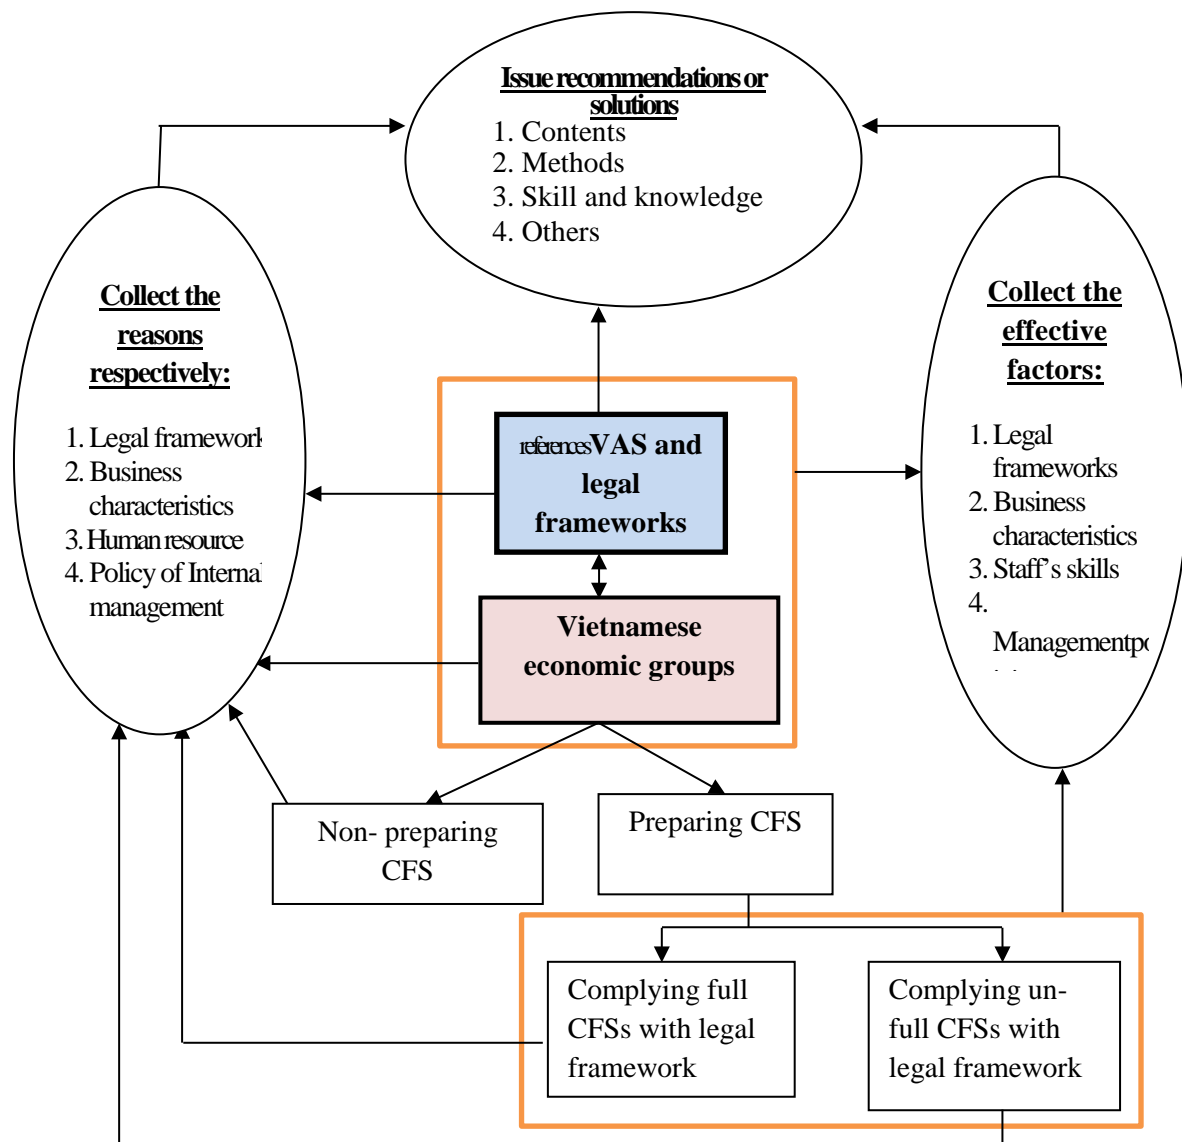 Issue recommendations or
solutions
1. Contents
2. Methods
3. Skill and knowledge
4. Others
Collect the
reasons
respectively:
1. Legal framework
2. Business
characteristics
3. Human resource
4. Policy of Internal
management
Collect the
effective
factors:
1. Legal
frameworks
2. Business
characteristics
3. Staff's skills
4.
references VAS and
legal
frameworks
Vietnamese
economic groups
Non- preparing
CFS
Preparing CFS
Complying full
CFSs with legal
framework
Complying un-
full CFSs with
legal framework